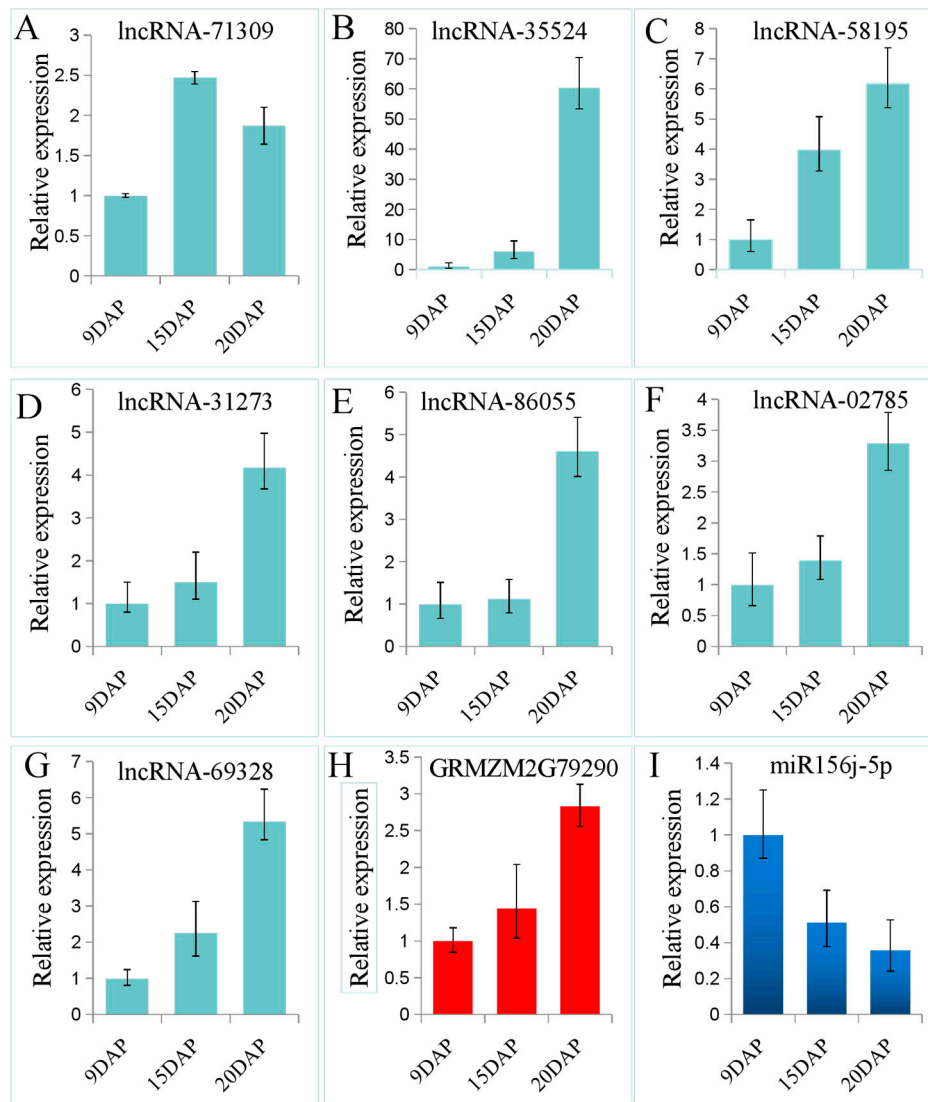 A
lncRNA-71309
Relative expression
3
2.5
2
1.5
1
0.5
0
9DAP
15DAP
20DAP
B
lncRNA-35524
Relative expression
80
70
60
50
40
30
20
10
0
9DAP
15DAP
20DAP
C
lncRNA-58195
Relative expression
8
7
6
5
4
3
2
1
0
9DAP
15DAP
20DAP
D
lncRNA-31273
Relative expression
6
5
4
3
2
1
0
9DAP
15DAP
20DAP
E
lncRNA-86055
Relative expression
6
5
4
3
2
1
0
9DAP
15DAP
20DAP
F
lncRNA-02785
Relative expression
4
3.5
3
2.5
2
1.5
1
0.5
0
9DAP
15DAP
20DAP
G
lncRNA-69328
Relative expression
7
6
5
4
3
2
1
0
9DAP
15DAP
20DAP
H
GRMZM2G79290
Relative expression
3.5
3
2.5
2
1.5
1
0.5
0
9DAP
15DAP
20DAP
I
miR156j-5p
Relative expression
1.4
1.2
1
0.8
0.6
0.4
0.2
0
9DAP
15DAP
20DAP